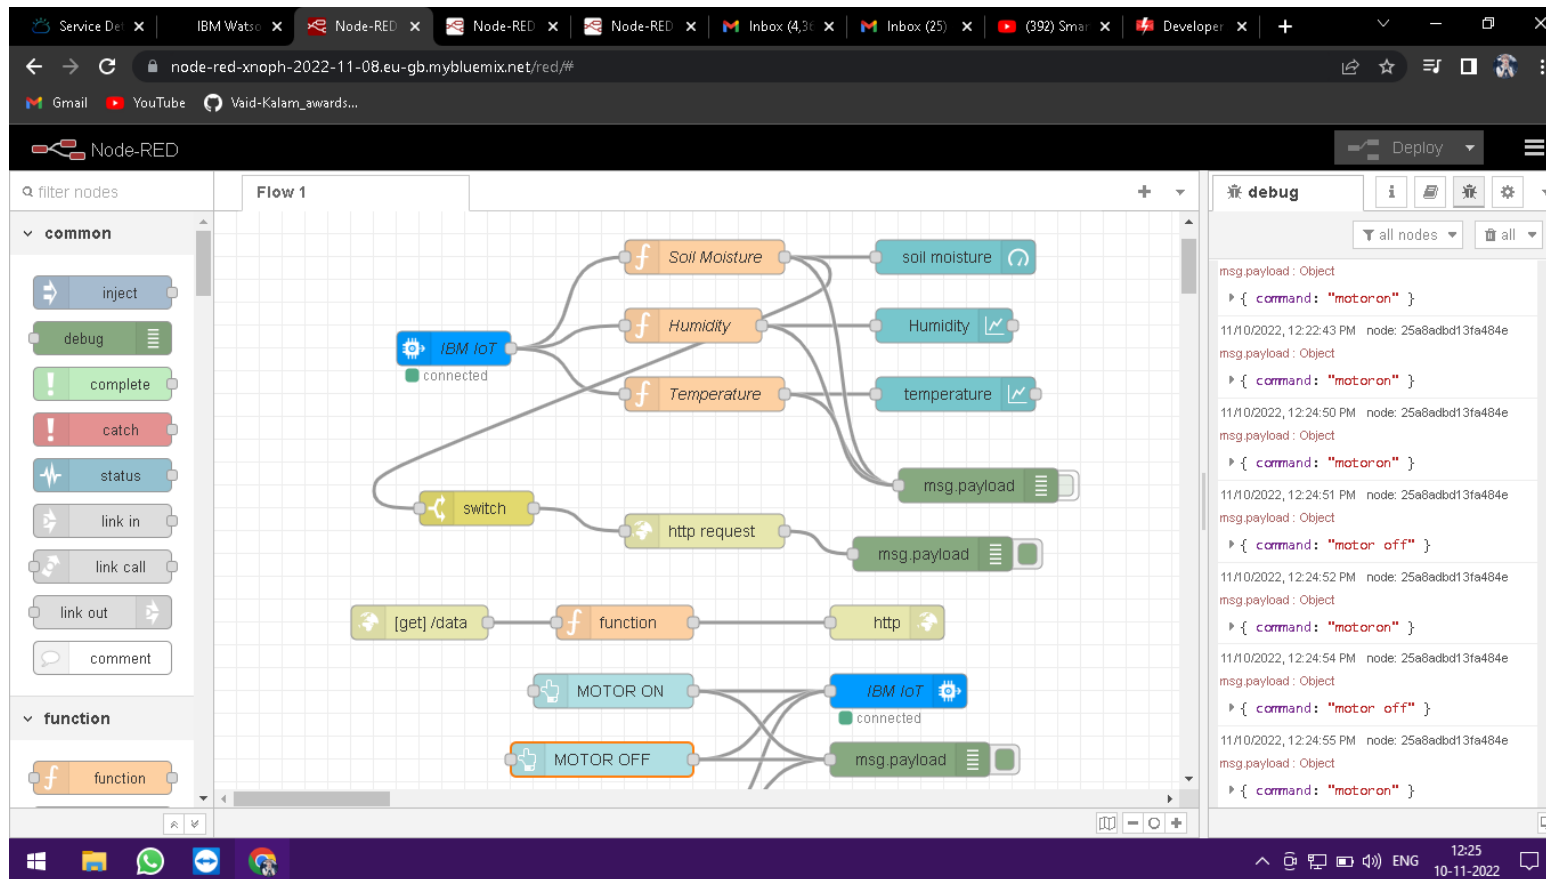 Service Det
IBM Watso
Node-RED
Node-RED
Node-RED
Inbox (4,36
Inbox (25)
(392) Smar
Developer
node-red-xnoph-2022-11-08.eu-gb.mybluemix.net/red/#
Gmail
YouTube
Vaid-Kalam_awards...
Node-RED
Deploy
filter nodes
Flow 1
debug
i
all nodes
all
common
inject
debug
complete
catch
status
link in
link call
link out
comment
function
function
Soil Moisture
soil moisture
Humidity
Humidity
IBM IoT
connected
Temperature
temperature
msg.payload
switch
http request
msg.payload
[get] /data
function
http
MOTOR ON
IBM IoT
connected
MOTOR OFF
msg.payload
msg.payload : Object
{ command: "motoron" }
11/10/2022, 12:22:43 PM node: 25a8adbd13fa484e
msg.payload : Object
{ command: "motoron" }
11/10/2022, 12:24:50 PM node: 25a8adbd13fa484e
msg.payload : Object
{ command: "motoron" }
11/10/2022, 12:24:51 PM node: 25a8adbd13fa484e
msg.payload : Object
{ command: "motor off" }
11/10/2022, 12:24:52 PM node: 25a8adbd13fa484e
msg.payload : Object
{ command: "motoron" }
11/10/2022, 12:24:54 PM node: 25a8adbd13fa484e
msg.payload : Object
{ command: "motor off" }
11/10/2022, 12:24:55 PM node: 25a8adbd13fa484e
msg.payload : Object
{ command: "motoron" }
ENG
12:25
10-11-2022